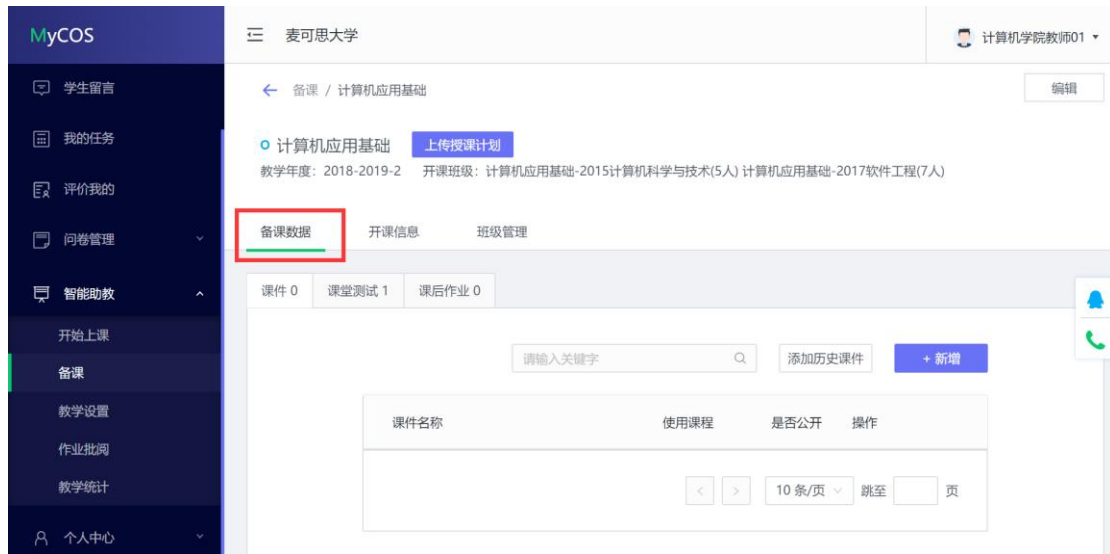 MyCOS
麦可思大学
计算机学院教师01
学生留言
我的任务
评价我的
问卷管理
智能助教
开始上课
备课
教学设置
作业批阅
教学统计
个人中心
备课 / 计算机应用基础
编辑
计算机应用基础
上传授课计划
教学年度：2018-2019-2 开课班级：计算机应用基础-2015计算机科学与技术(5人) 计算机应用基础-2017软件工程(7人)
备课数据 开课信息 班级管理
课件 0 课堂测试 1 课后作业 0
请输入关键字 添加历史课件 + 新增
课件名称 使用课程 是否公开 操作
< > 10 条/页 跳至 页